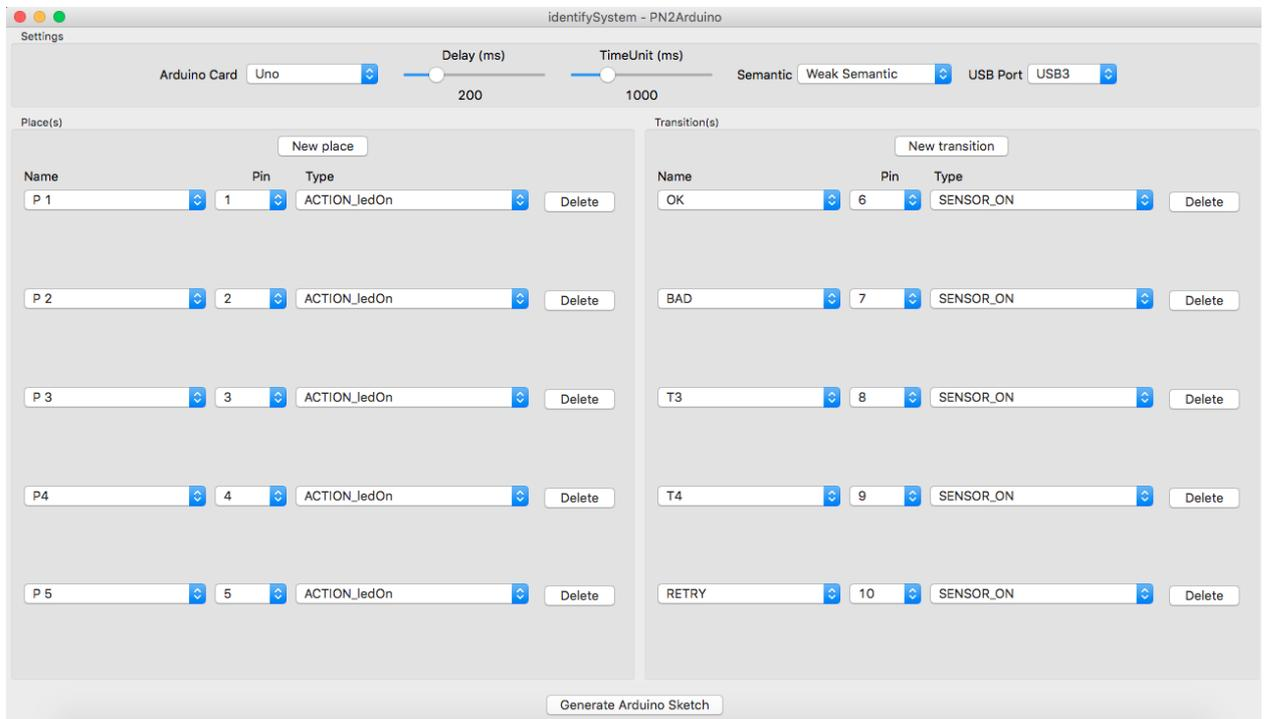 identifySystem - PN2Arduino
Settings
Delay (ms) TimeUnit (ms)
Arduino Card Uno Semantic Weak Semantic USB Port USB3
200 1000
Place(s)
New place
Name Pin Type
P 1 1 ACTION_ledOn Delete
P 2 2 ACTION_ledOn Delete
P 3 3 ACTION_ledOn Delete
P4 4 ACTION_ledOn Delete
P 5 5 ACTION_ledOn Delete
Transition(s)
New transition
Name Pin Type
OK 6 SENSOR_ON Delete
BAD 7 SENSOR_ON Delete
T3 8 SENSOR_ON Delete
T4 9 SENSOR_ON Delete
RETRY 10 SENSOR_ON Delete
Generate Arduino Sketch